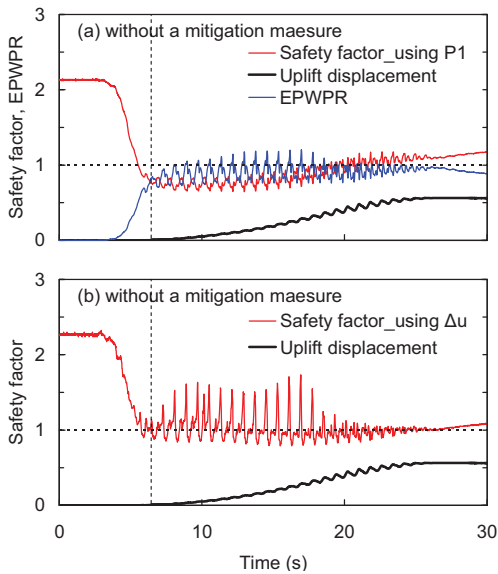 3
(a) without a mitigation maesure
Safety factor_using P1
Uplift displacement
EPWPR
2
1
0
Safety factor, EPWPR
3
(b) without a mitigation maesure
Safety factor_using Δu
Uplift displacement
2
1
0
Safety factor
0 10 20 30
Time (s)